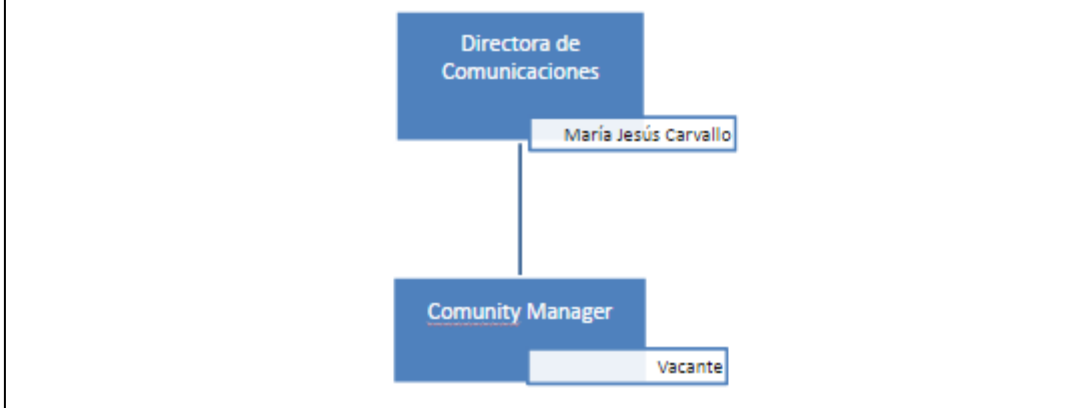 Directora de
Comunicaciones
María Jesús Carvallo
Comunity Manager
Vacante